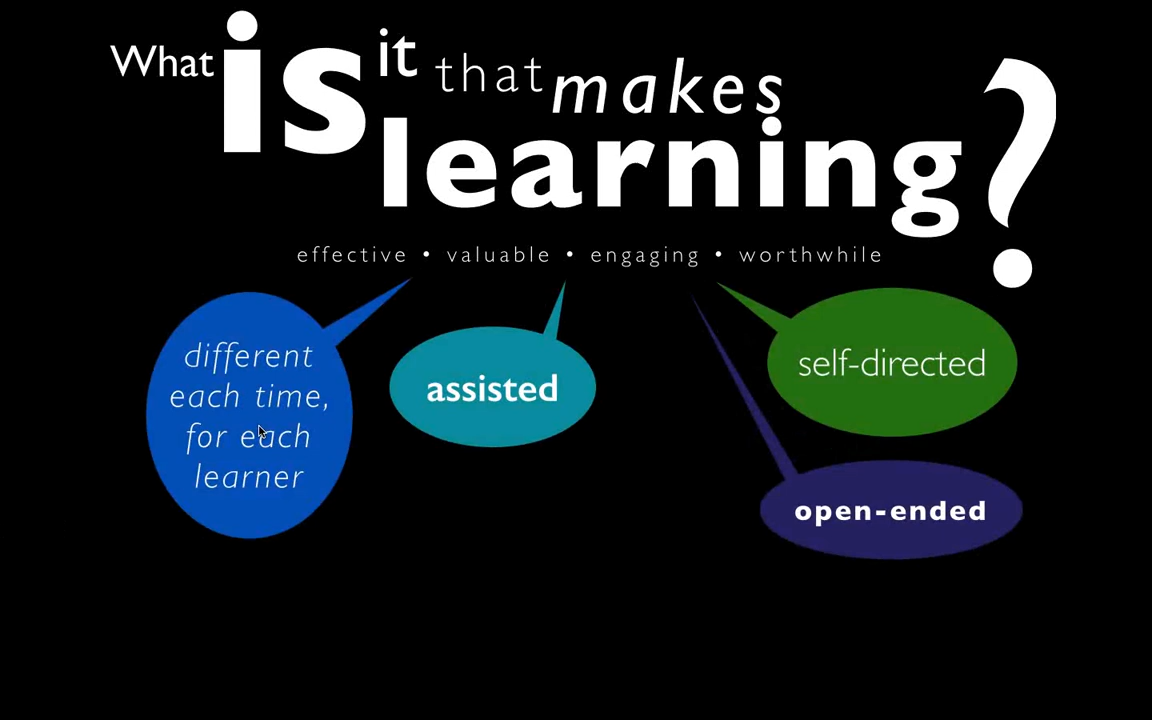 What is it that makes
learning?
effective • valuable • engaging • worthwhile
different
each time,
for each
learner
assisted
self-directed
open-ended